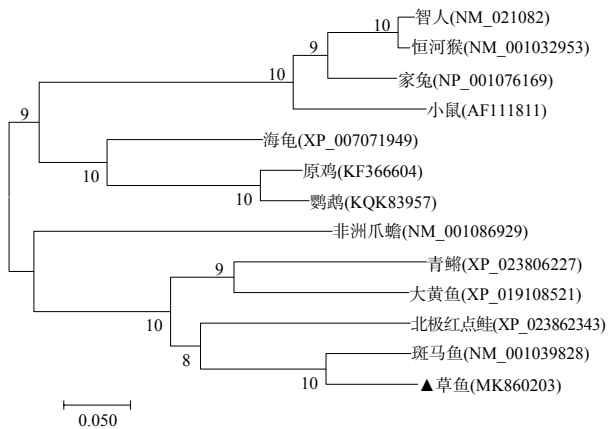 智人(NM_021082)
10
恒河猴(NM_001032953)
9
家兔(NP_001076169)
10
小鼠(AF111811)
9
海龟(XP_007071949)
10
原鸡(KF366604)
10
鹦鹉(KQK83957)
非洲爪蟾(NM_001086929)
青鳉(XP_023806227)
9
大黄鱼(XP_019108521)
10
北极红点鲑(XP_023862343)
8
斑马鱼(NM_001039828)
10
▲草鱼(MK860203)
0.050